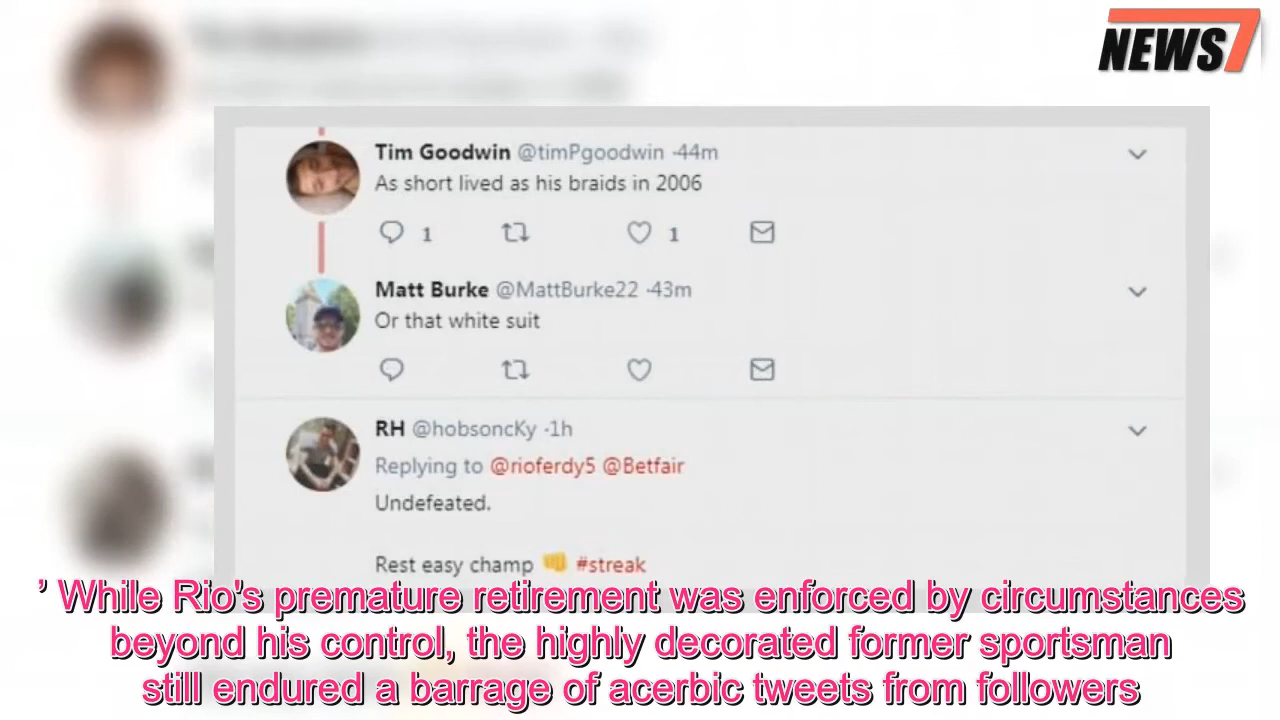 NEWS7
Tim Goodwin @timPgoodwin -44m
As short lived as his braids in 2006
1 1
Matt Burke @MattBurke22 -43m
Or that white suit
RH @hobsoncKy -1h
Replying to @rioferdy5 @Betfair
Undefeated.
Rest easy champ 👊 #streak
’ While Rio's premature retirement was enforced by circumstances
beyond his control, the highly decorated former sportsman
still endured a barrage of acerbic tweets from followers